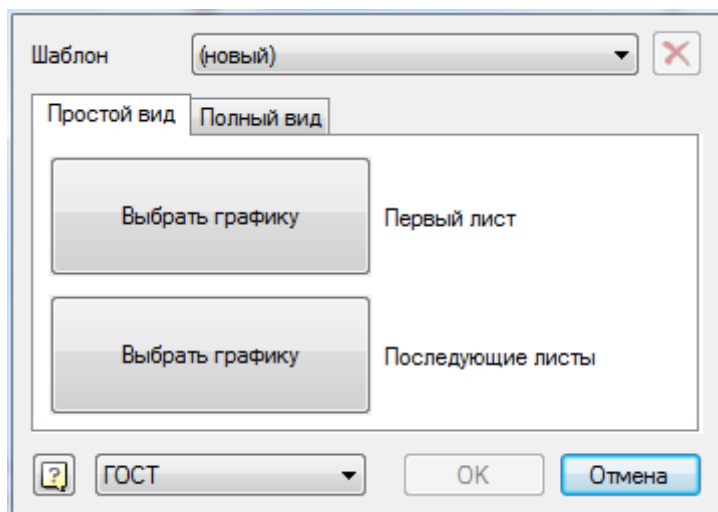 Шаблон (новый)
Простой вид Полный вид
Выбрать графику Первый лист
Выбрать графику Последующие листы
? ГОСТ OK Отмена